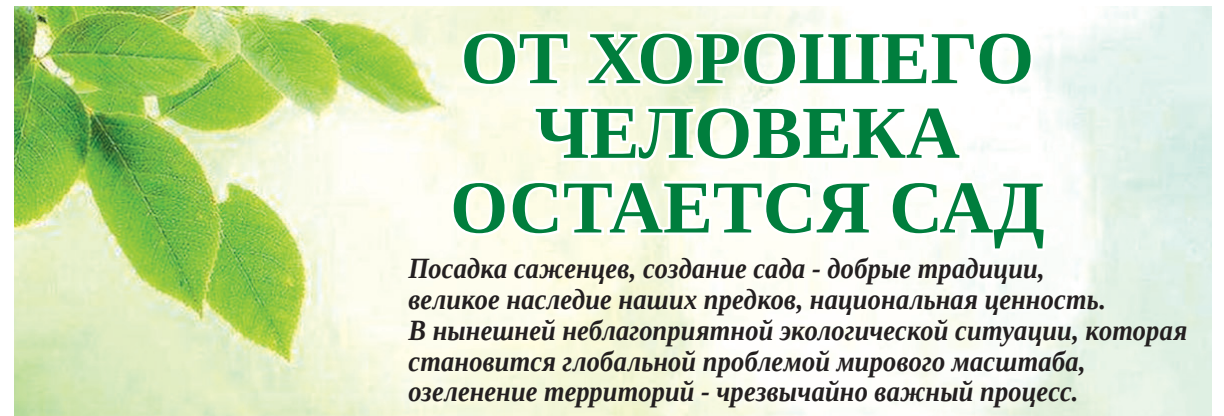 ОТ ХОРОШЕГО
ЧЕЛОВЕКА
ОСТАЕТСЯ САД
Посадка саженцев, создание сада - добрые традиции,
великое наследие наших предков, национальная ценность.
В нынешней неблагоприятной экологической ситуации, которая
становится глобальной проблемой мирового масштаба,
озеленение территорий - чрезвычайно важный процесс.